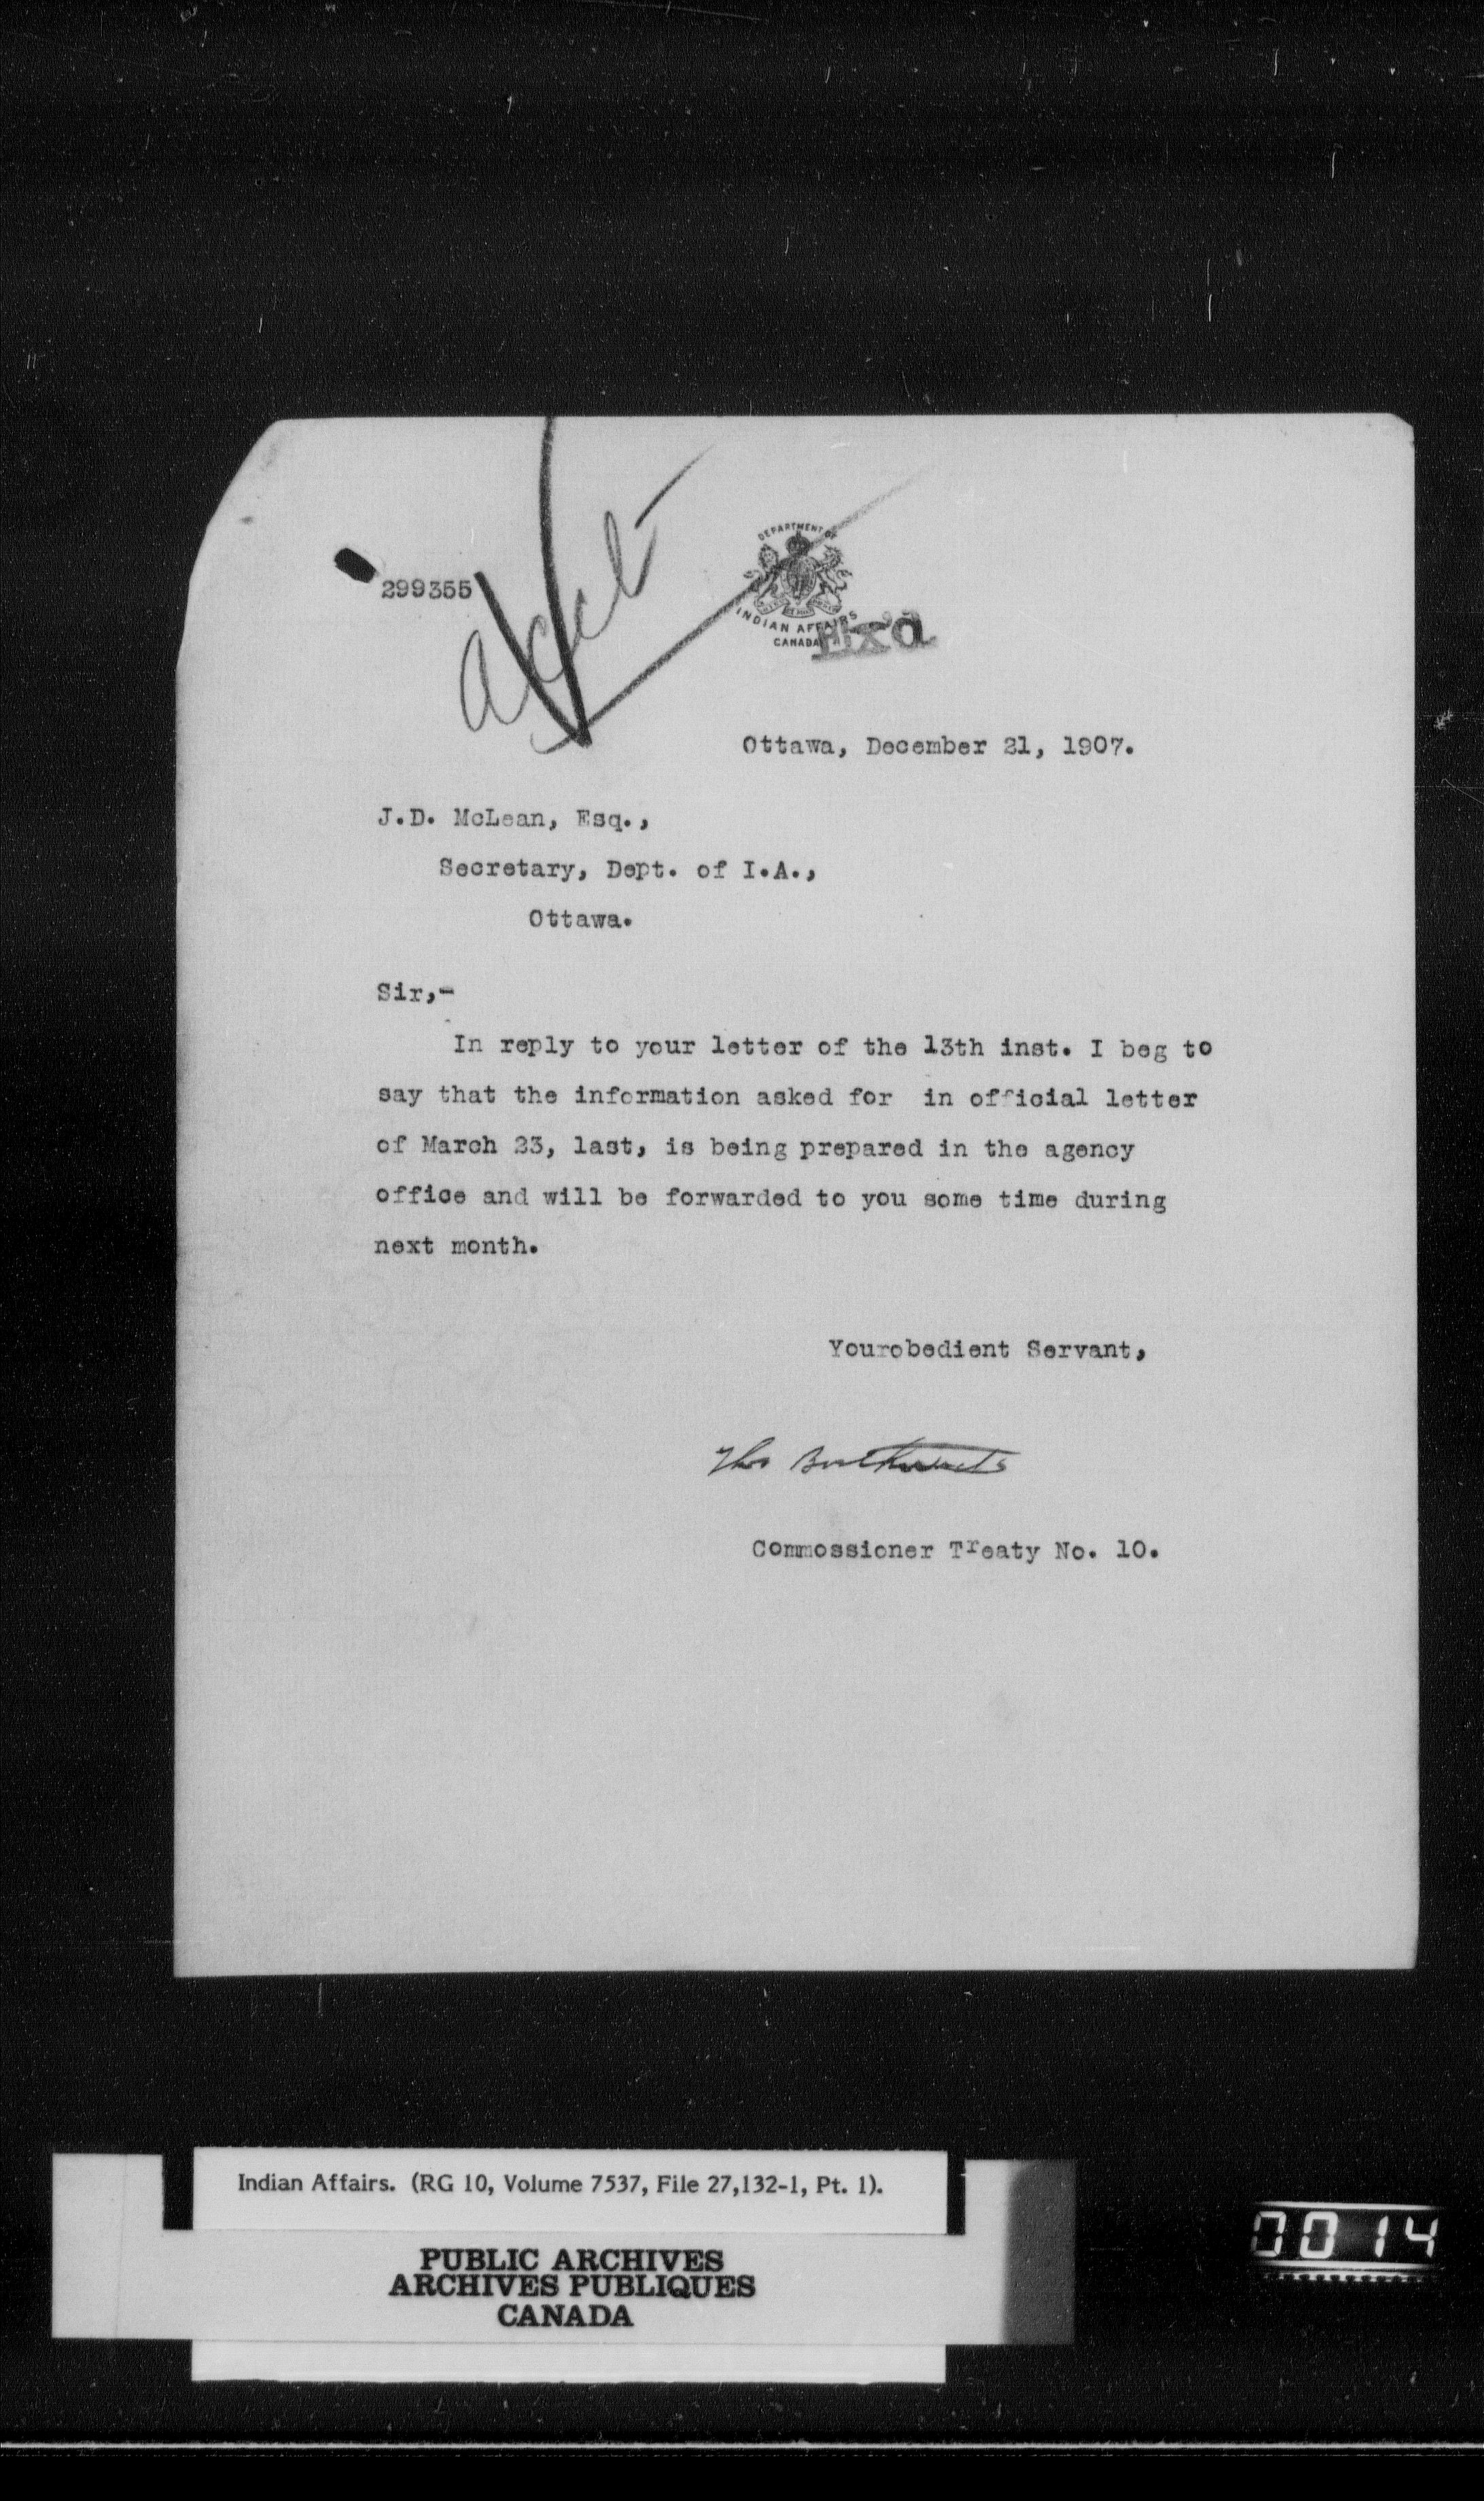 299355
DEPARTMENT OF
INDIAN AFFAIRS
CANADA
Ex'd
Ottawa, December 21, 1907.
J.D. McLean, Esq.,
Secretary, Dept. of I.A.,
Ottawa.
Sir,-
In reply to your letter of the 13th inst. I beg to
say that the information asked for in official letter
of March 23, last, is being prepared in the agency
office and will be forwarded to you some time during
next month.
Yourobedient Servant,
Thos Borthwick
Commossioner Treaty No. 10.
Indian Affairs. (RG 10, Volume 7537, File 27,132-1, Pt. 1).
PUBLIC ARCHIVES
ARCHIVES PUBLIQUES
CANADA
0014